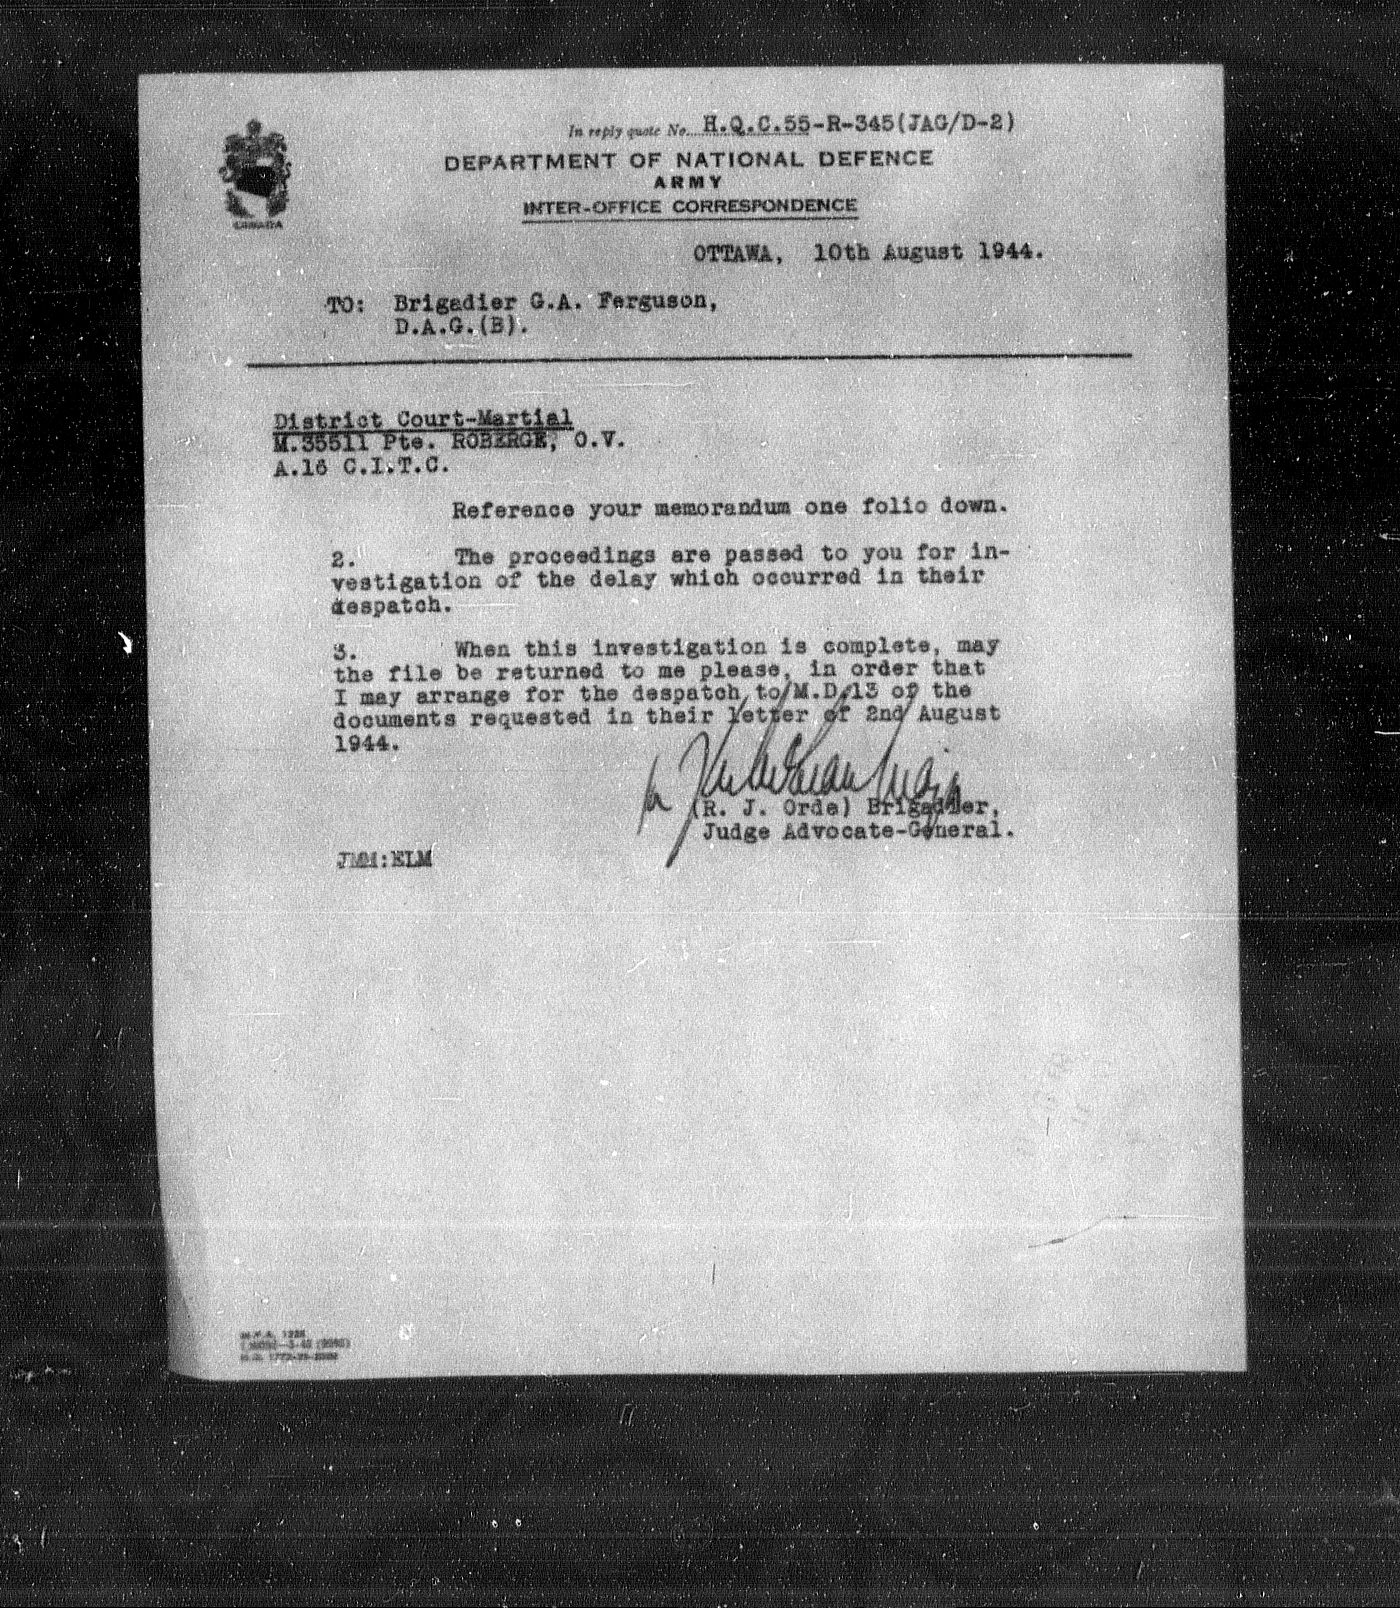 In reply quote No. H.Q.C.55-R-345(JAG/D-2)
DEPARTMENT OF NATIONAL DEFENCE
ARMY
INTER-OFFICE CORRESPONDENCE
CANADA
OTTAWA, 10th August 1944.
TO: Brigadier G.A. Ferguson,
D.A.G.(B).
District Court-Martial
M.35511 Pte. ROBERGE, O.V.
A.16 C.I.T.C.
Reference your memorandum one folio down.
2. The proceedings are passed to you for in-
vestigation of the delay which occurred in their
despatch.
3. When this investigation is complete, may
the file be returned to me please, in order that
I may arrange for the despatch to M.D.13 of the
documents requested in their letter of 2nd August
1944.
(R. J. Orde) Brigadier,
Judge Advocate-General.
JMM:ELM